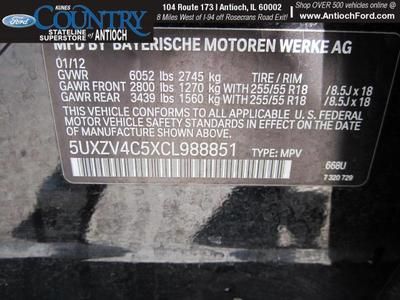 Ford
KUNES
COUNTRY
STATELINE
SUPERSTORE of ANTIOCH
104 Route 173 I Antioch, IL 60002
8 Miles West of I-94 off Rosecrans Road Exit!
Shop OVER 500 vehicles online @
www.AntiochFord.com
MFD BY BAYERISCHE MOTOREN WERKE AG
01/12
GVWR 6052 lbs 2745 kg TIRE / RIM
GAWR FRONT 2800 lbs 1270 kg WITH 255/55 R18 /8.5J x 18
GAWR REAR 3439 lbs 1560 kg WITH 255/55 R18 /8.5J x 18
THIS VEHICLE CONFORMS TO ALL APPLICABLE U. S. FEDERAL
MOTOR VEHICLE SAFETY STANDARDS IN EFFECT ON THE DATE OF
MANUFACTURE SHOWN ABOVE.
5UXZV4C5XCL988851 TYPE: MPV
668U
7 320 729